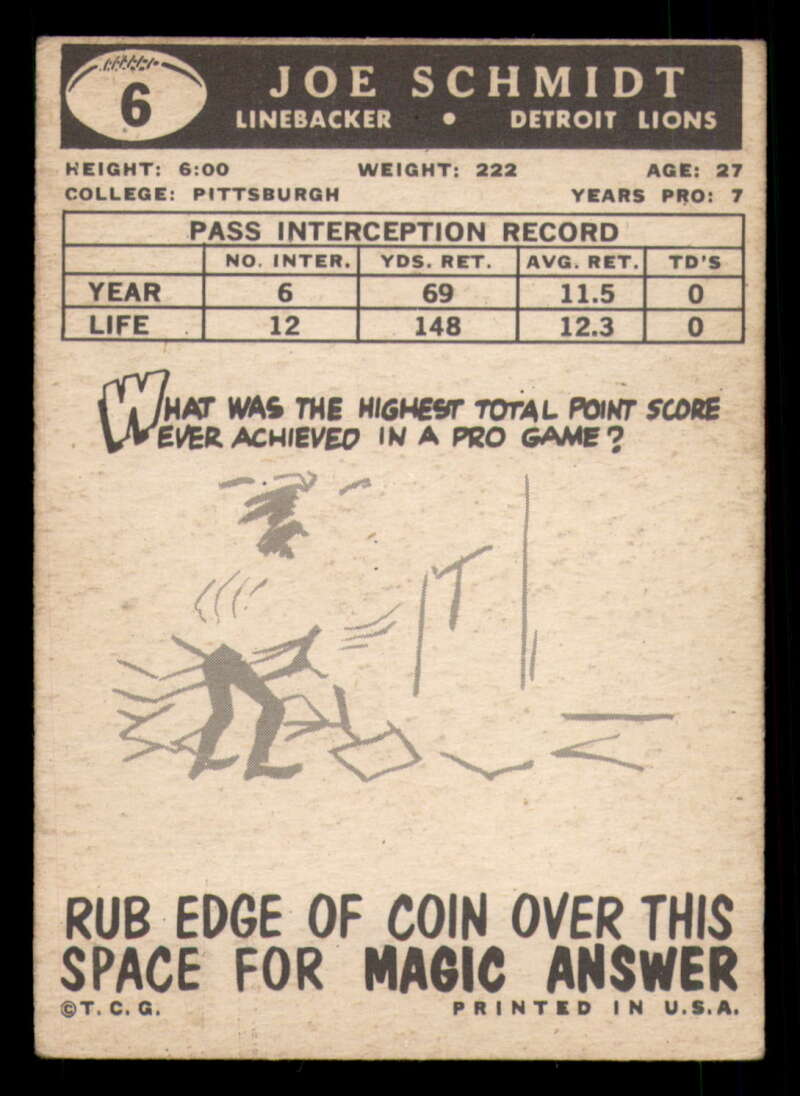 6
JOE SCHMIDT
LINEBACKER • DETROIT LIONS
HEIGHT: 6:00 WEIGHT: 222 AGE: 27
COLLEGE: PITTSBURGH YEARS PRO: 7
PASS INTERCEPTION RECORD
NO. INTER. YDS. RET. AVG. RET. TD'S
YEAR 6 69 11.5 0
LIFE 12 148 12.3 0
WHAT WAS THE HIGHEST TOTAL POINT SCORE
EVER ACHIEVED IN A PRO GAME?
RUB EDGE OF COIN OVER THIS
SPACE FOR MAGIC ANSWER
©T.C.G. PRINTED IN U.S.A.